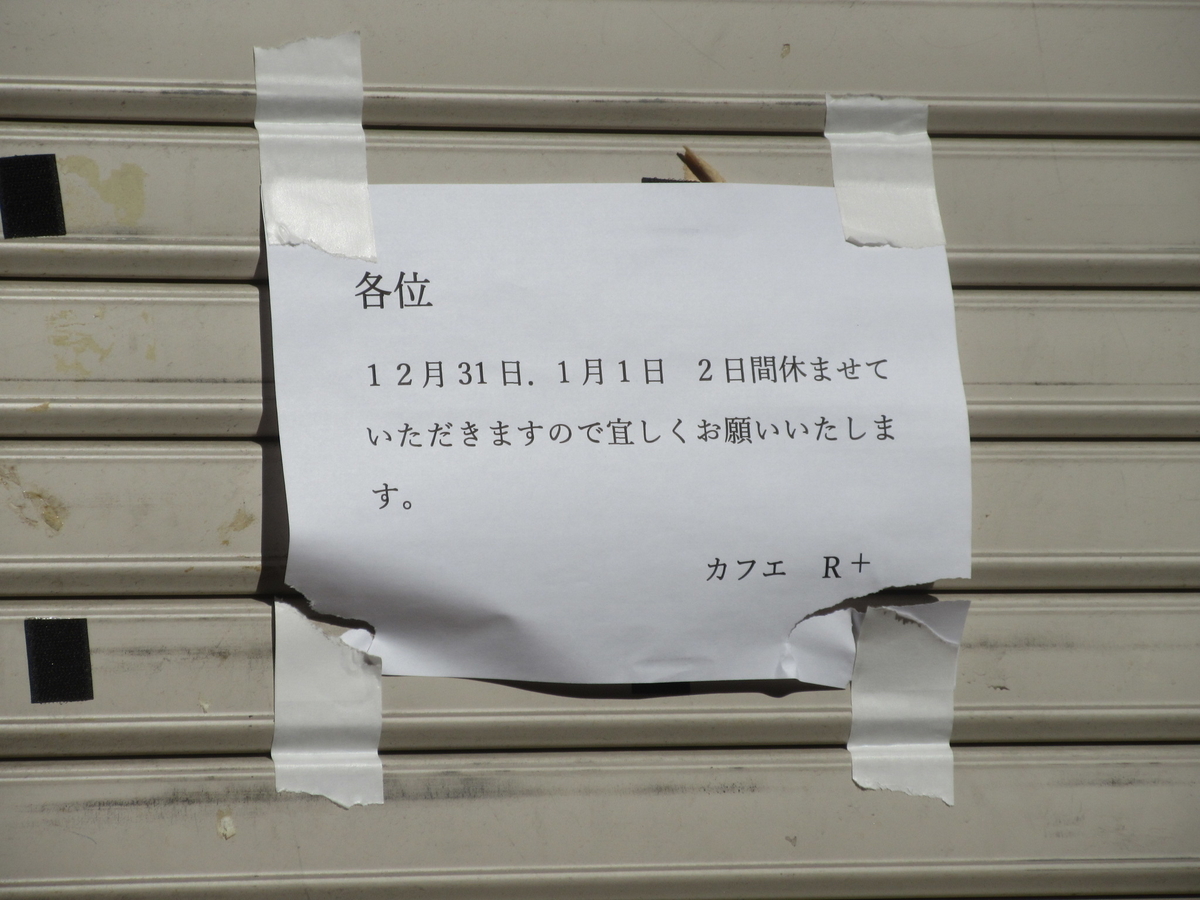 各位
１２月31日．１月１日　２日間休ませて
いただきますので宜しくお願いいたしま
す。
カフエ　R＋